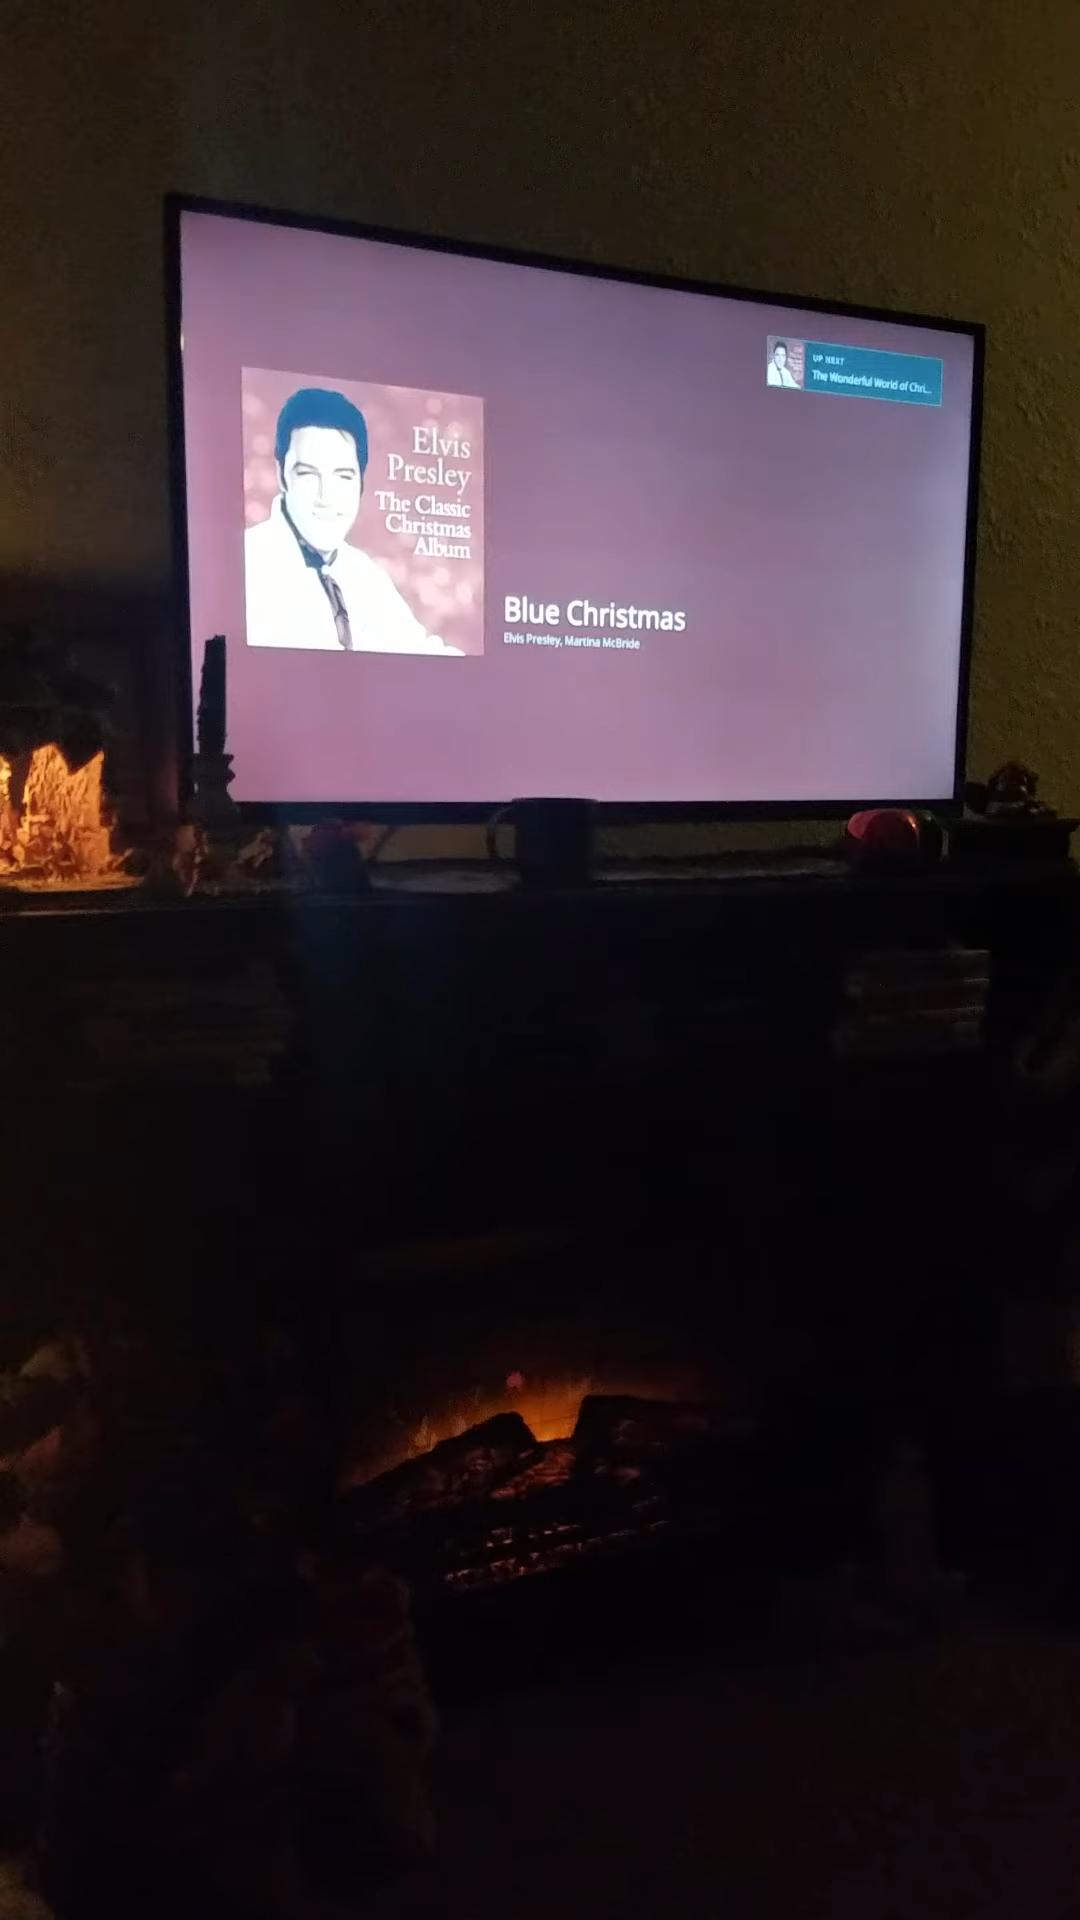 Elvis
Presley
The Classic
Christmas
Album
Blue Christmas
Elvis Presley, Martina McBride
UP NEXT
The Wonderful World of Chri...